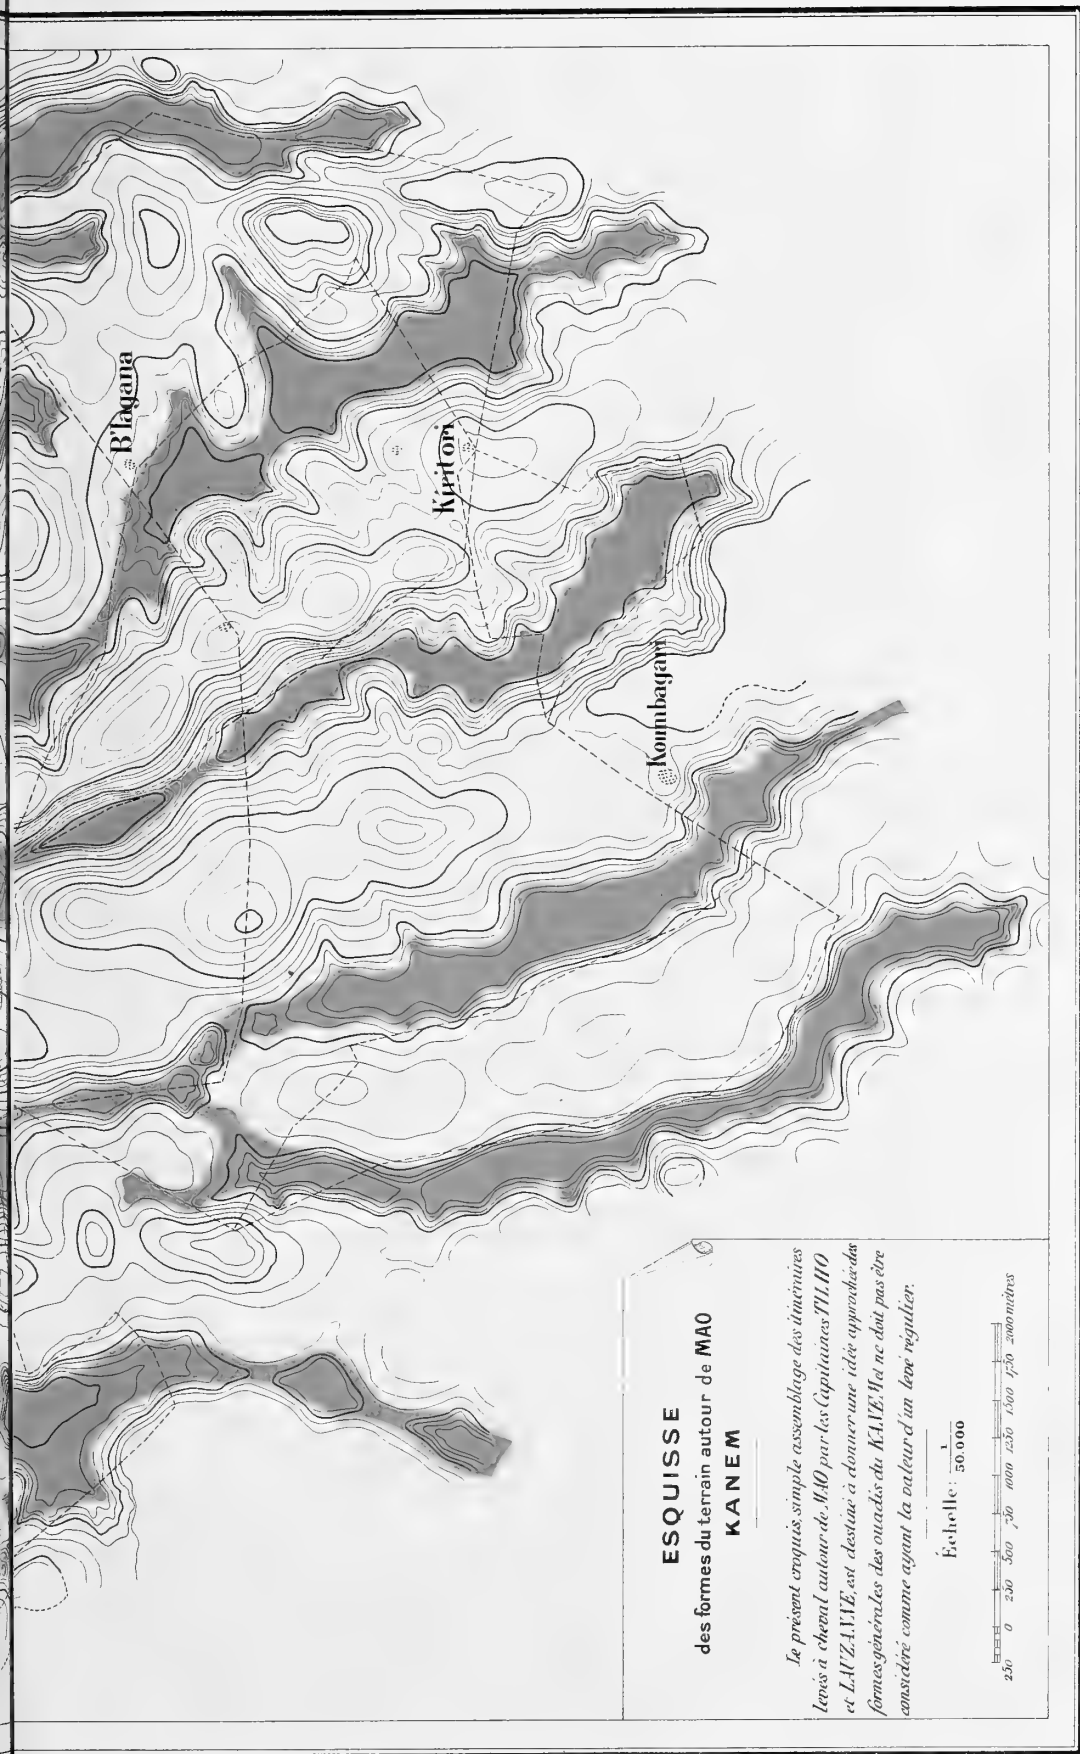 B'lagana
Kiritori
Koumbagari
ESQUISSE
des formes du terrain autour de MAO
KANEM
Le présent croquis, simple assemblage des itinéraires
levés à cheval autour de MAO par les Capitaines TILHO
et LAUZANNE, est destiné à donner une idée approchée des
formes générales des ouadis du KANEM et ne doit pas être
considéré comme ayant la valeur d'un levé régulier.
Échelle: 1
50.000
250 0 250 500 750 1000 1250 1500 1750 2000 mètres